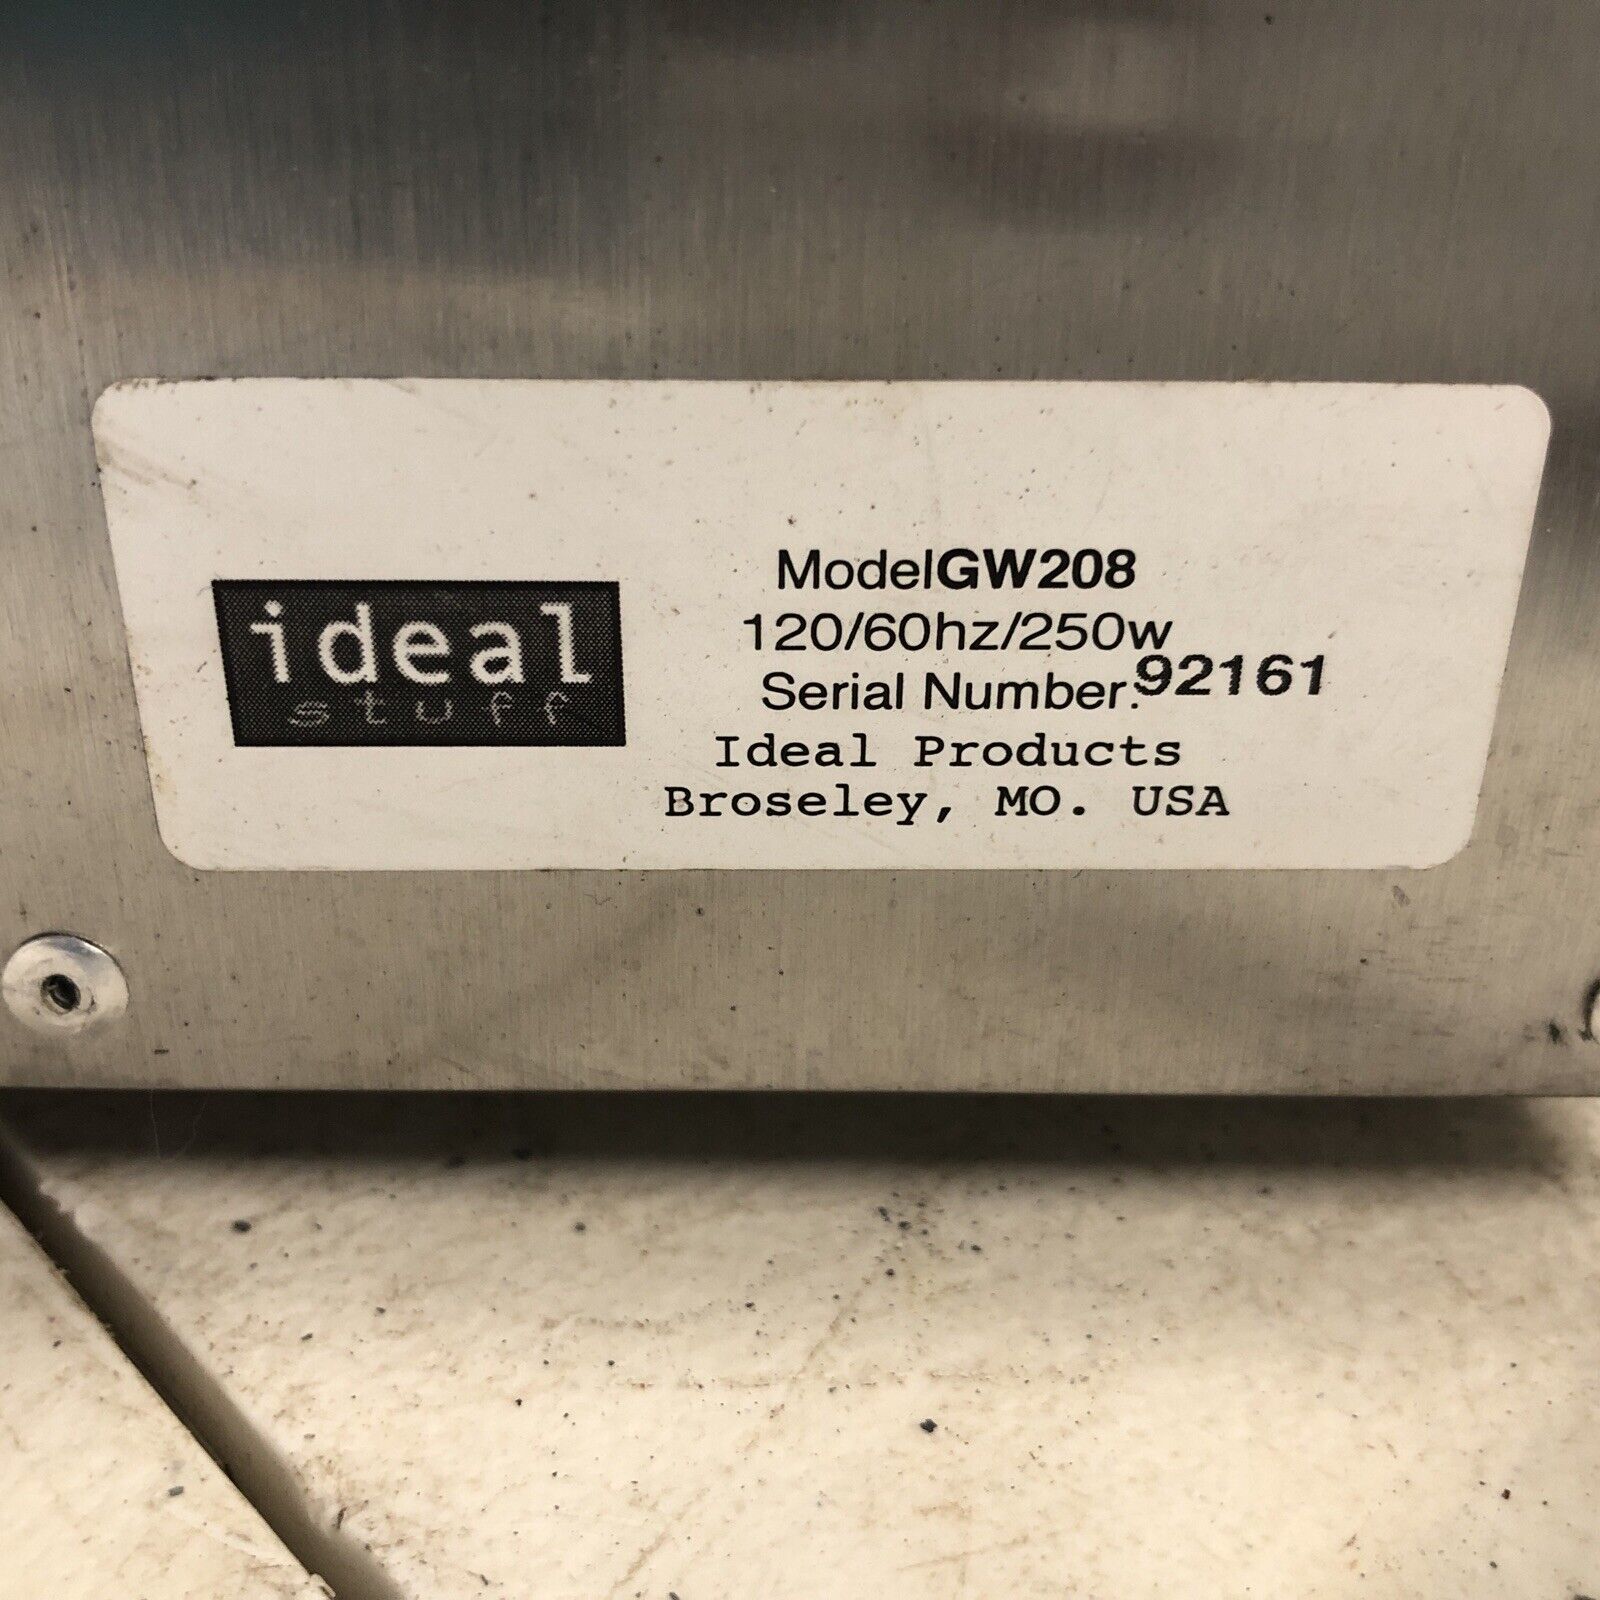 ideal
stuff
ModelGW208
120/60hz/250w
Serial Number:92161
Ideal Products
Broseley, MO. USA